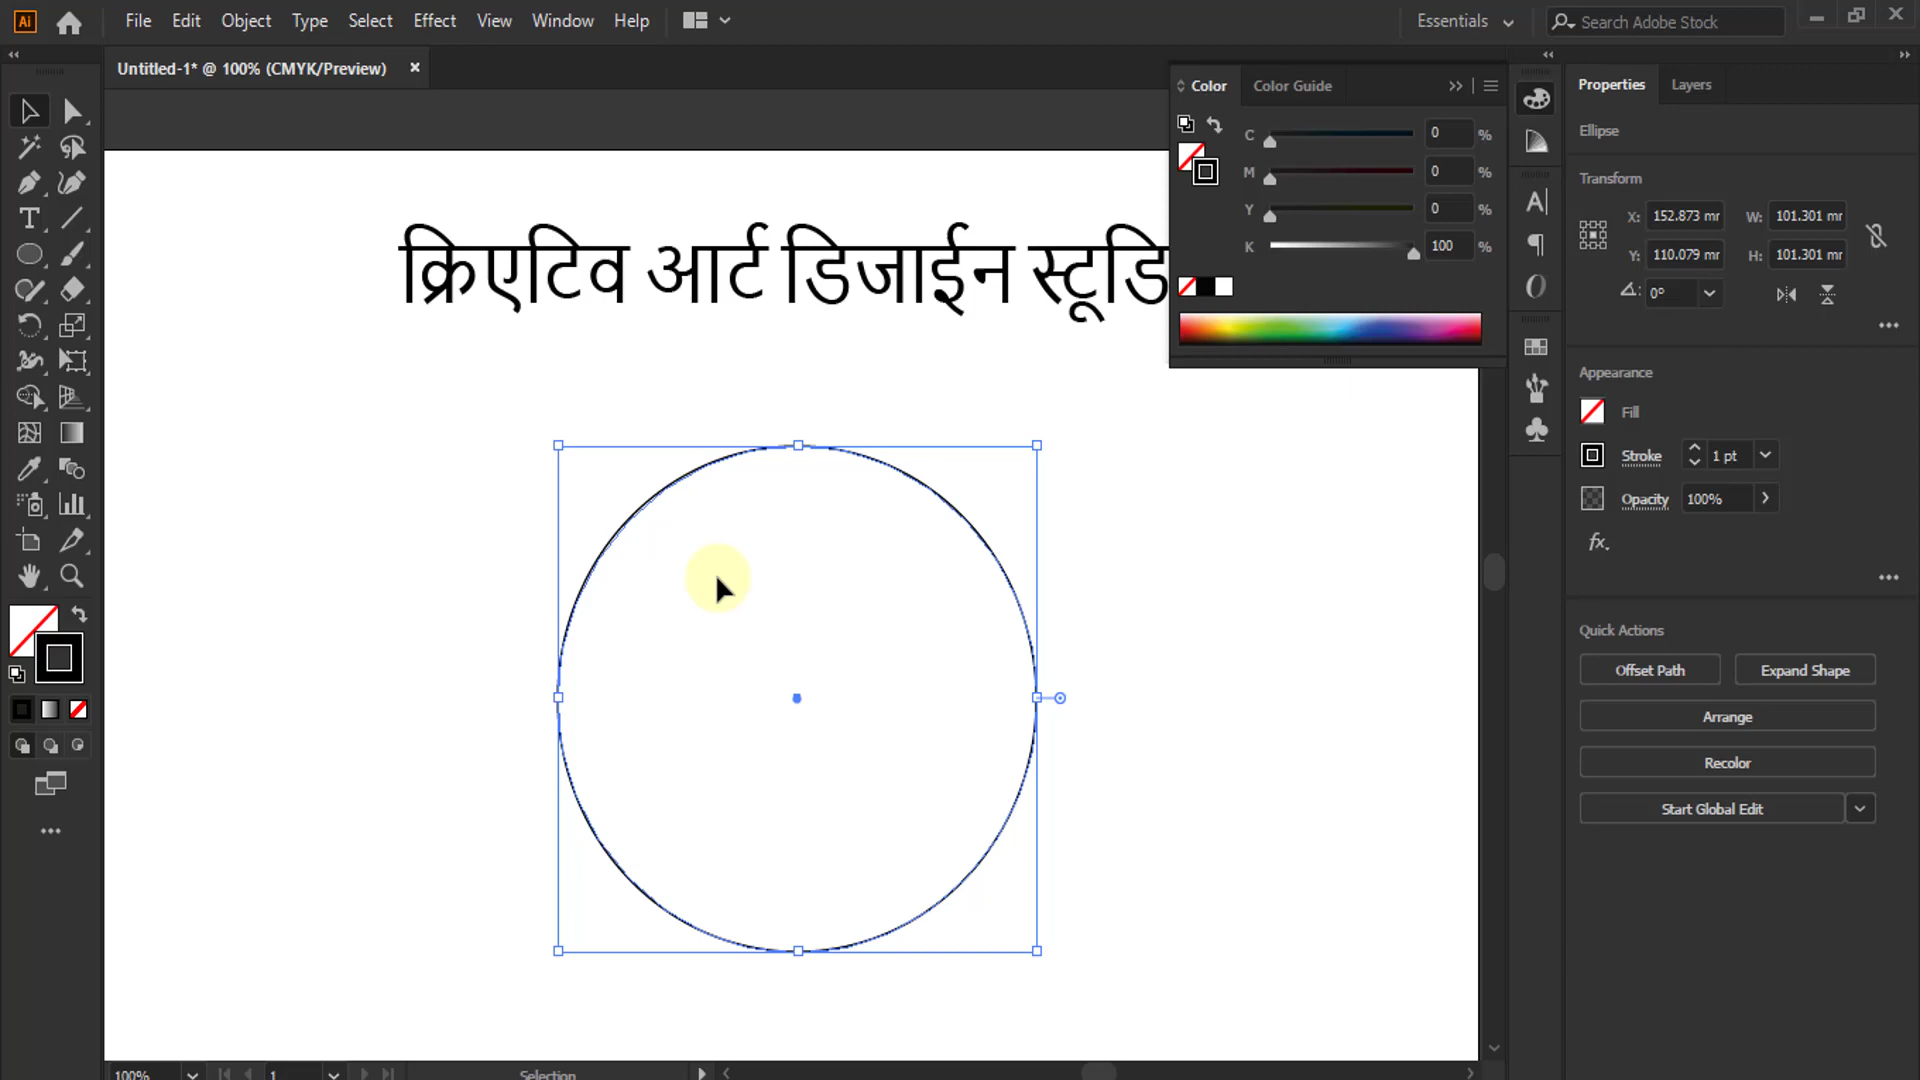 Ai File Edit Object Type Select Effect View Window Help Essentials Search Adobe Stock
Untitled-1* @ 100% (CMYK/Preview)
क्रिएटिव आर्ट डिजाईन स्टूडि
Color Color Guide
C 0 %
M 0 %
Y 0 %
K 100 %
Properties Layers
Ellipse
Transform
X: 152.873 mr W: 101.301 mr
Y: 110.079 mr H: 101.301 mr
0°
Appearance
Fill
Stroke 1 pt
Opacity 100%
fx.
Quick Actions
Offset Path Expand Shape
Arrange
Recolor
Start Global Edit
100% 1 Selection